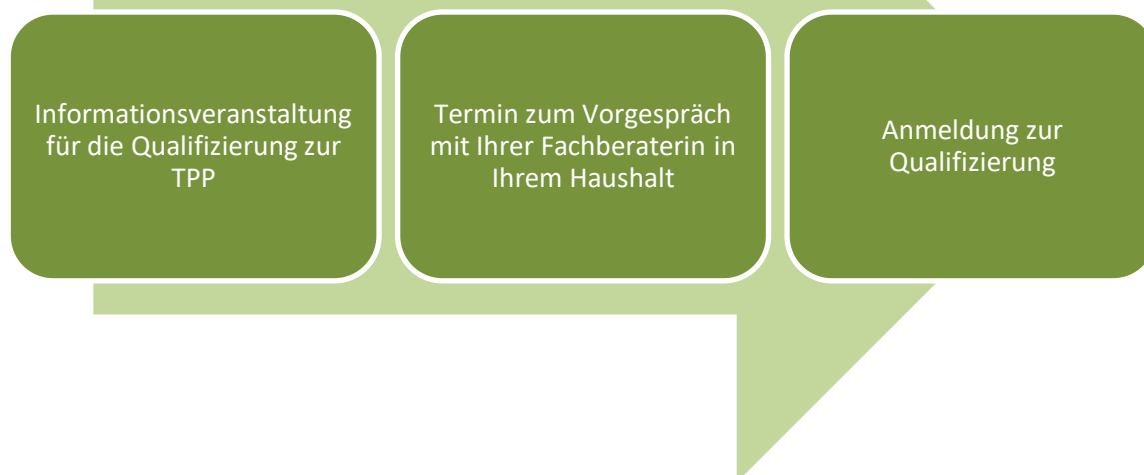 Informationsveranstaltung
für die Qualifizierung zur
TPP
Termin zum Vorgespräch
mit Ihrer Fachberaterin in
Ihrem Haushalt
Anmeldung zur
Qualifizierung